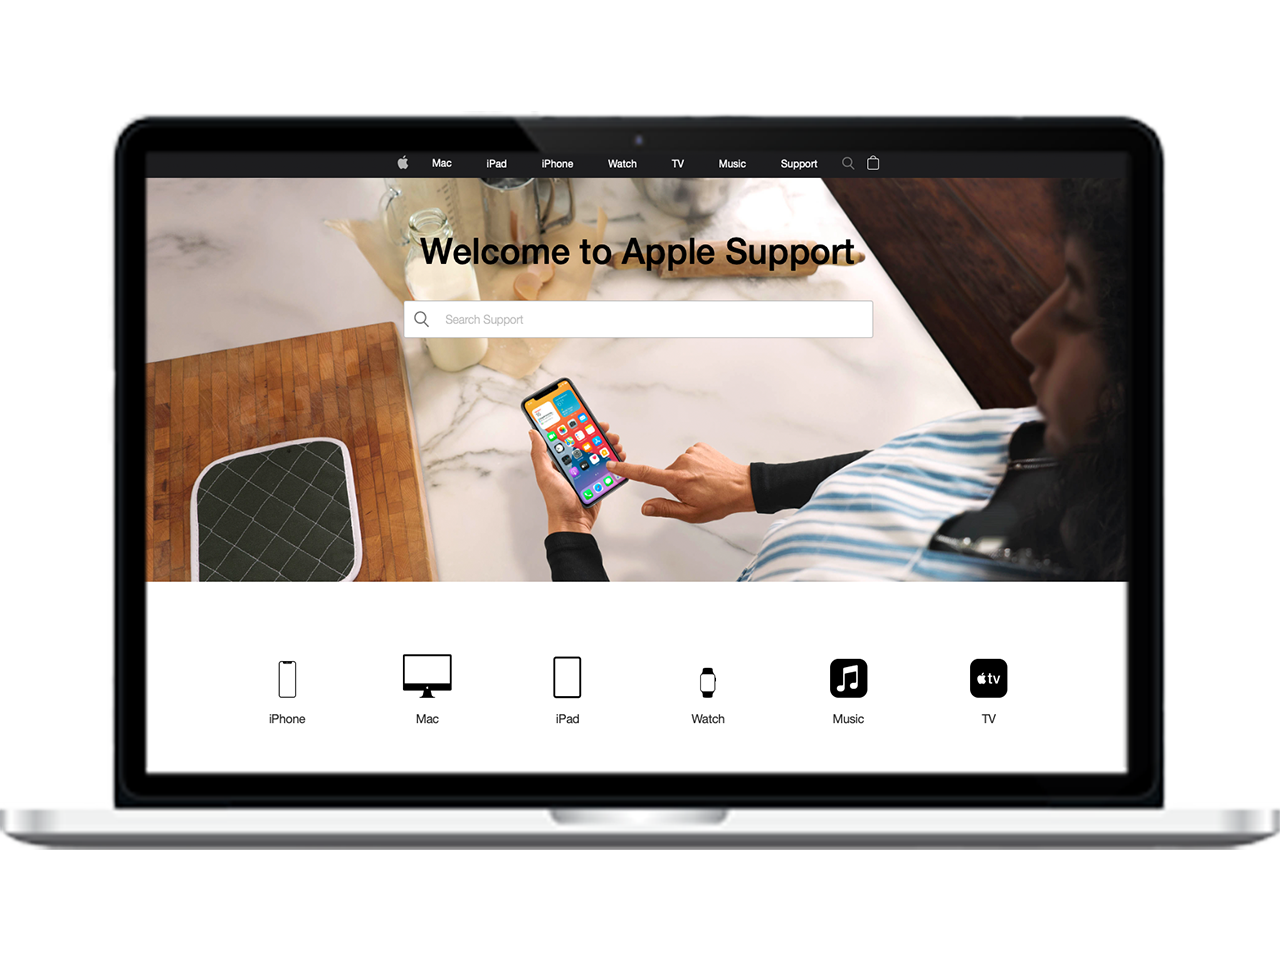 Mac iPad iPhone Watch TV Music Support
Welcome to Apple Support
Search Support
iPhone Mac iPad Watch Music TV
tv